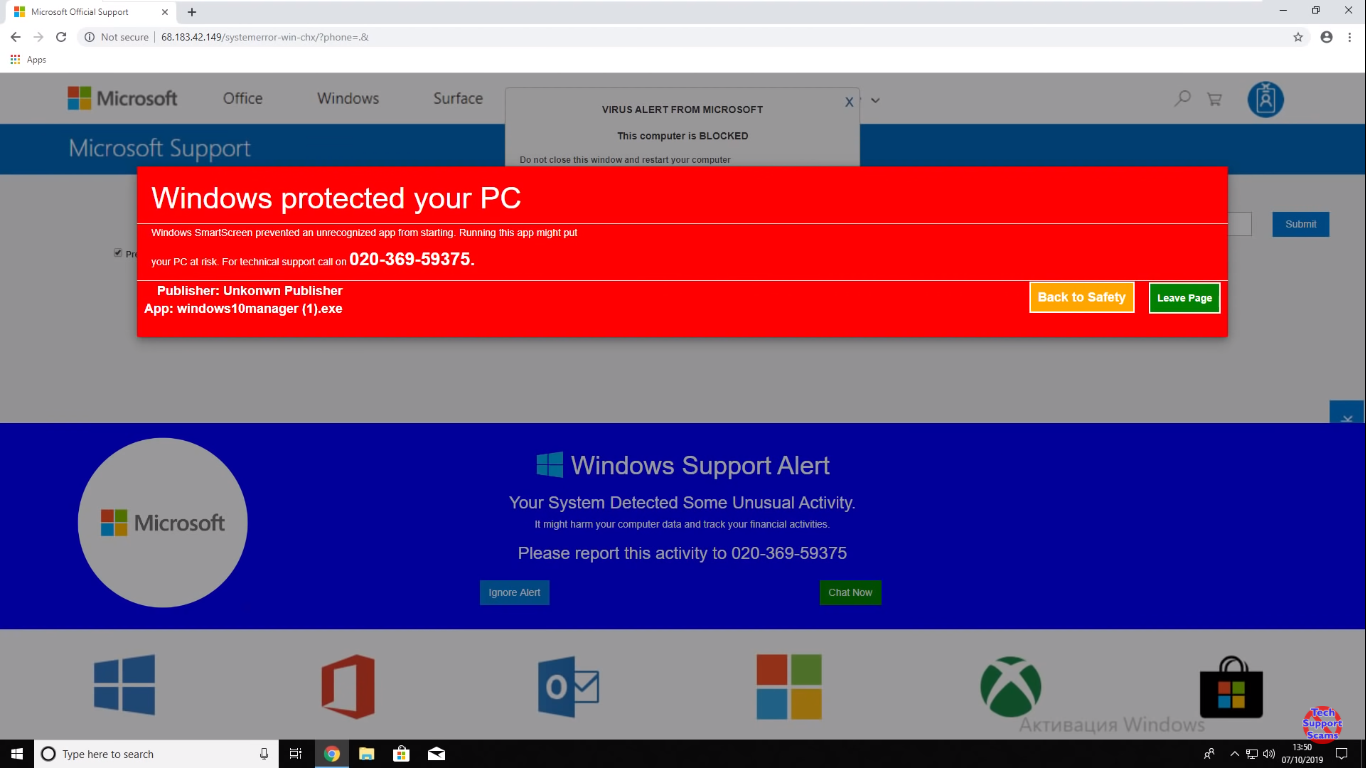 Microsoft Official Support
Not secure | 68.183.42.149/systemerror-win-chx/?phone=.&
Apps
Microsoft Office Windows Surface
VIRUS ALERT FROM MICROSOFT X
This computer is BLOCKED
Microsoft Support
Do not close this window and restart your computer
Windows protected your PC
Windows SmartScreen prevented an unrecognized app from starting. Running this app might put
your PC at risk. For technical support call on 020-369-59375.
Submit
Pre
Publisher: Unkonwn Publisher
App: windows10manager (1).exe
Back to Safety
Leave Page
Microsoft
Windows Support Alert
Your System Detected Some Unusual Activity.
It might harm your computer data and track your financial activities.
Please report this activity to 020-369-59375
Ignore Alert
Chat Now
Активация Windows
Tech
Support
Scams
Type here to search
13:50
07/10/2019